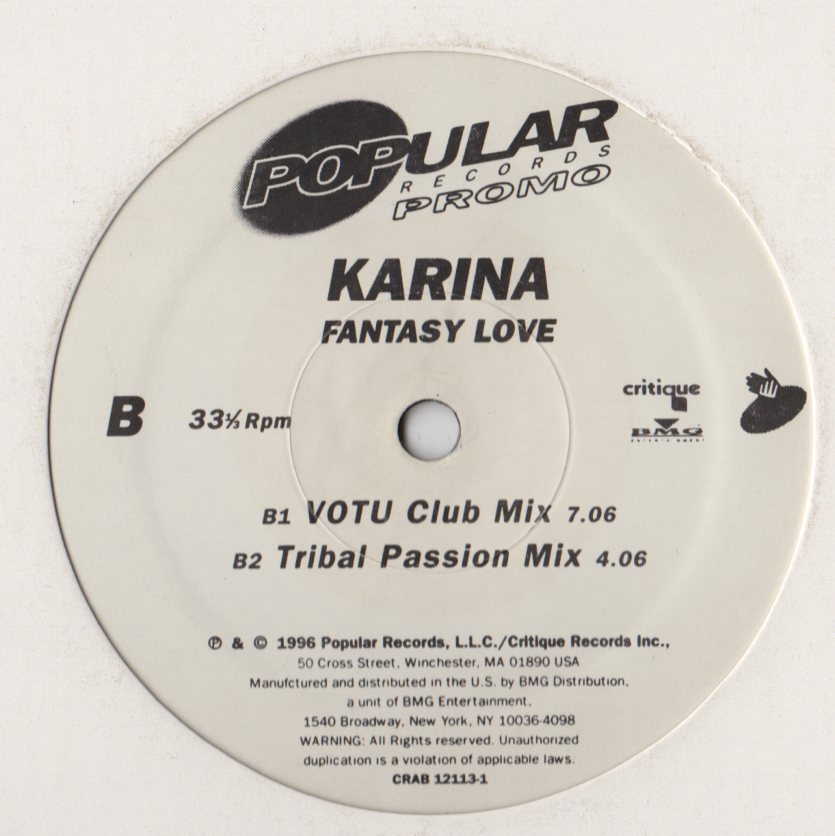 POPULAR
RECORDS
PROMO
KARINA
FANTASY LOVE
B
33⅓ Rpm
critique
BMG
B1 VOTU Club Mix 7.06
B2 Tribal Passion Mix 4.06
℗ & © 1996 Popular Records, L.L.C./Critique Records Inc.,
50 Cross Street, Winchester, MA 01890 USA
Manufctured and distributed in the U.S. by BMG Distribution,
a unit of BMG Entertainment,
1540 Broadway, New York, NY 10036-4098
WARNING: All Rights reserved. Unauthorized
duplication is a violation of applicable laws.
CRAB 12113-1